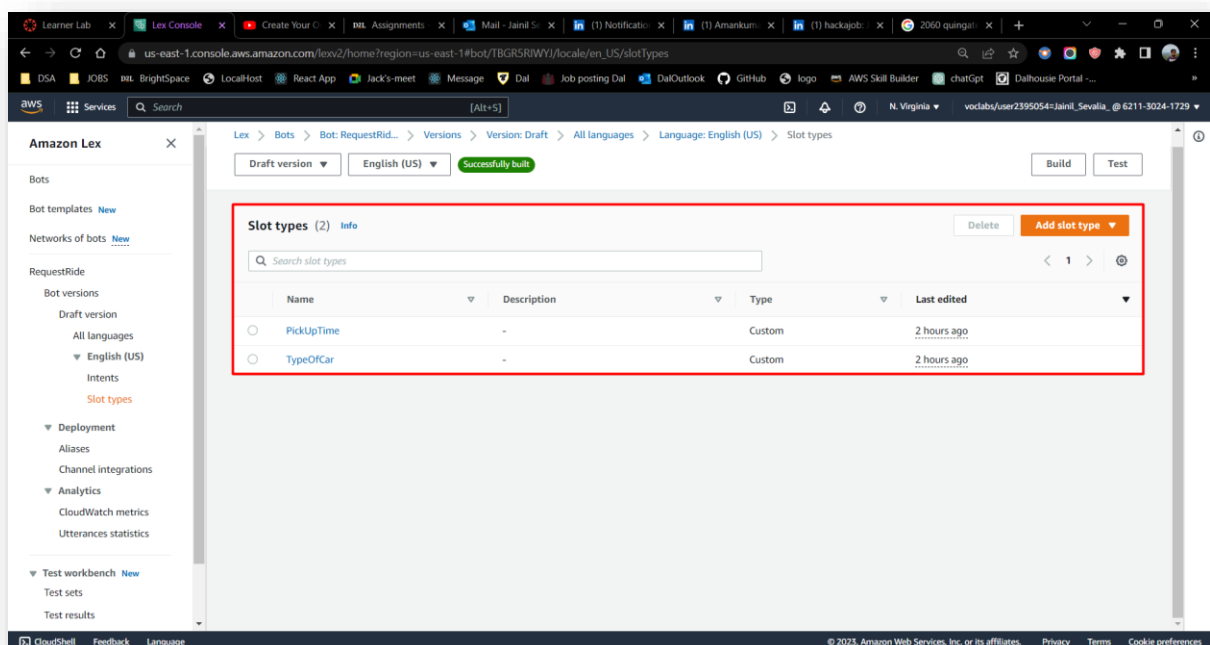 Learner Lab
Lex Console
Create Your O
DZL Assignments
Mail - Jainil Se
(1) Notificatio
(1) Amankum
(1) hackajob:
2060 quingat
us-east-1.console.aws.amazon.com/lexv2/home?region=us-east-1#bot/TBGR5RIWYJ/locale/en_US/slotTypes
DSA JOBS BrightSpace LocalHost React App Jack's-meet Message Dal Job posting Dal DalOutlook GitHub logo AWS Skill Builder chatGpt Dalhousie Portal -...
aws Services Search [Alt+S] N. Virginia voclabs/user2395054=Jainil_Sevalia_ @ 6211-3024-1729
Amazon Lex
Bots
Bot templates New
Networks of bots New
RequestRide
Bot versions
Draft version
All languages
English (US)
Intents
Slot types
Deployment
Aliases
Channel integrations
Analytics
CloudWatch metrics
Utterances statistics
Test workbench New
Test sets
Test results
Lex > Bots > Bot: RequestRid... > Versions > Version: Draft > All languages > Language: English (US) > Slot types
Draft version English (US) Successfully built Build Test
Slot types (2) Info Delete Add slot type
Search slot types < 1 >
Name Description Type Last edited
PickUpTime - Custom 2 hours ago
TypeOfCar - Custom 2 hours ago
CloudShell Feedback Language © 2023, Amazon Web Services, Inc. or its affiliates. Privacy Terms Cookie preferences